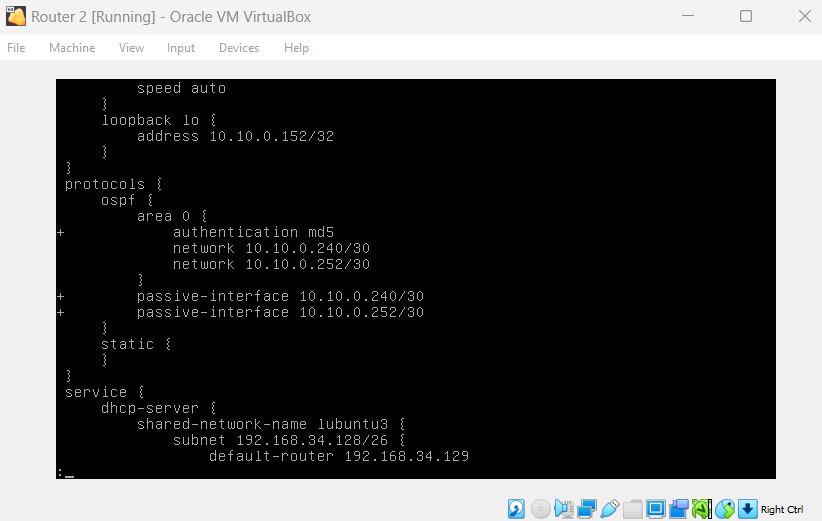 Router 2 [Running] - Oracle VM VirtualBox
File Machine View Input Devices Help
speed auto
}
loopback lo {
address 10.10.0.152/32
}
}
protocols {
ospf {
area 0 {
+ authentication md5
network 10.10.0.240/30
network 10.10.0.252/30
}
+ passive-interface 10.10.0.240/30
+ passive-interface 10.10.0.252/30
}
static {
}
}
service {
dhcp-server {
shared-network-name lubuntu3 {
subnet 192.168.34.128/26 {
default-router 192.168.34.129
:_
Right Ctrl